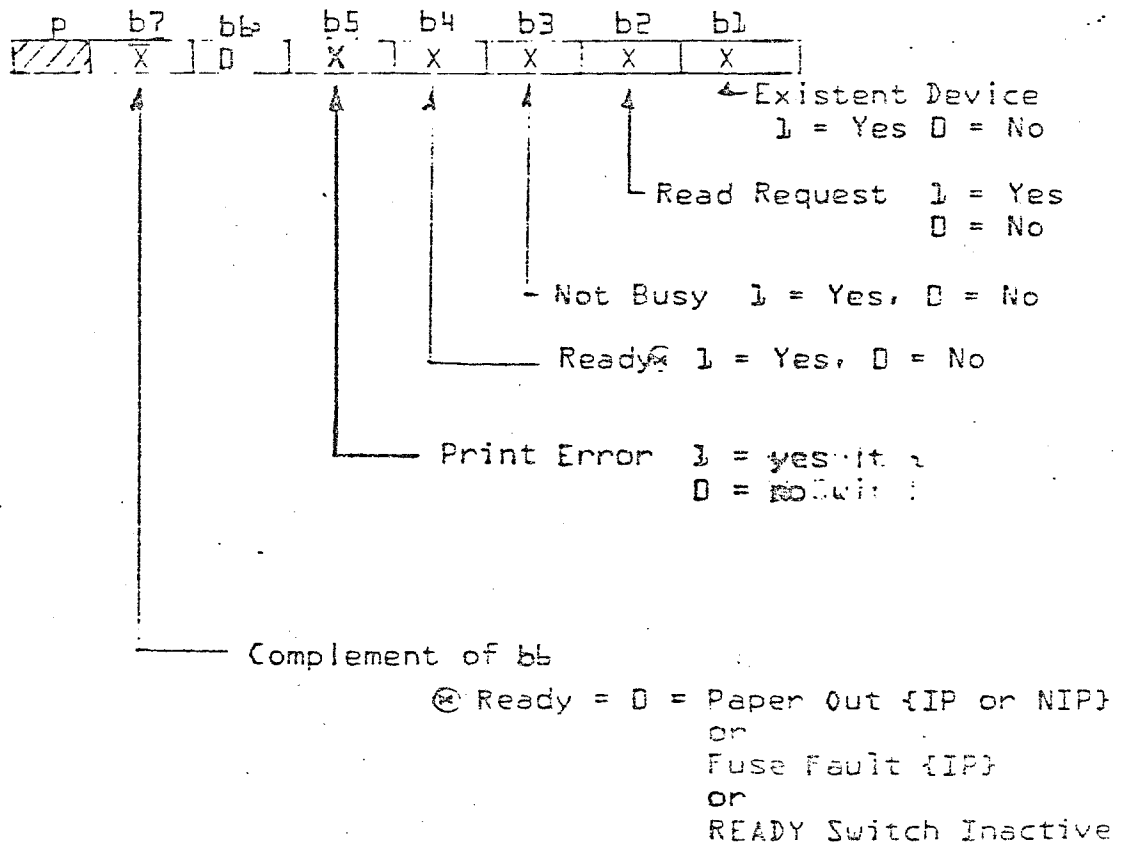 p b7 b6 b5 b4 b3 b2 b1
X 0 X X X X X
Existent Device
1 = Yes 0 = No
Read Request 1 = Yes
0 = No
Not Busy 1 = Yes, 0 = No
Ready* 1 = Yes, 0 = No
Print Error 1 = yes
0 = no
Complement of b6
* Ready = 0 = Paper Out {IP or NIP}
or
Fuse Fault {IP}
or
READY Switch Inactive